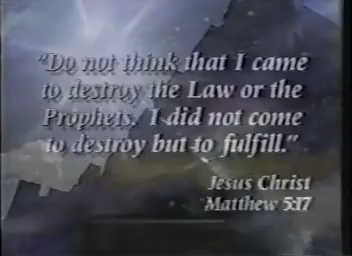 "Do not think that I came
to destroy the Law or the
Prophets. I did not come
to destroy but to fulfill."
Jesus Christ
Matthew 5:17